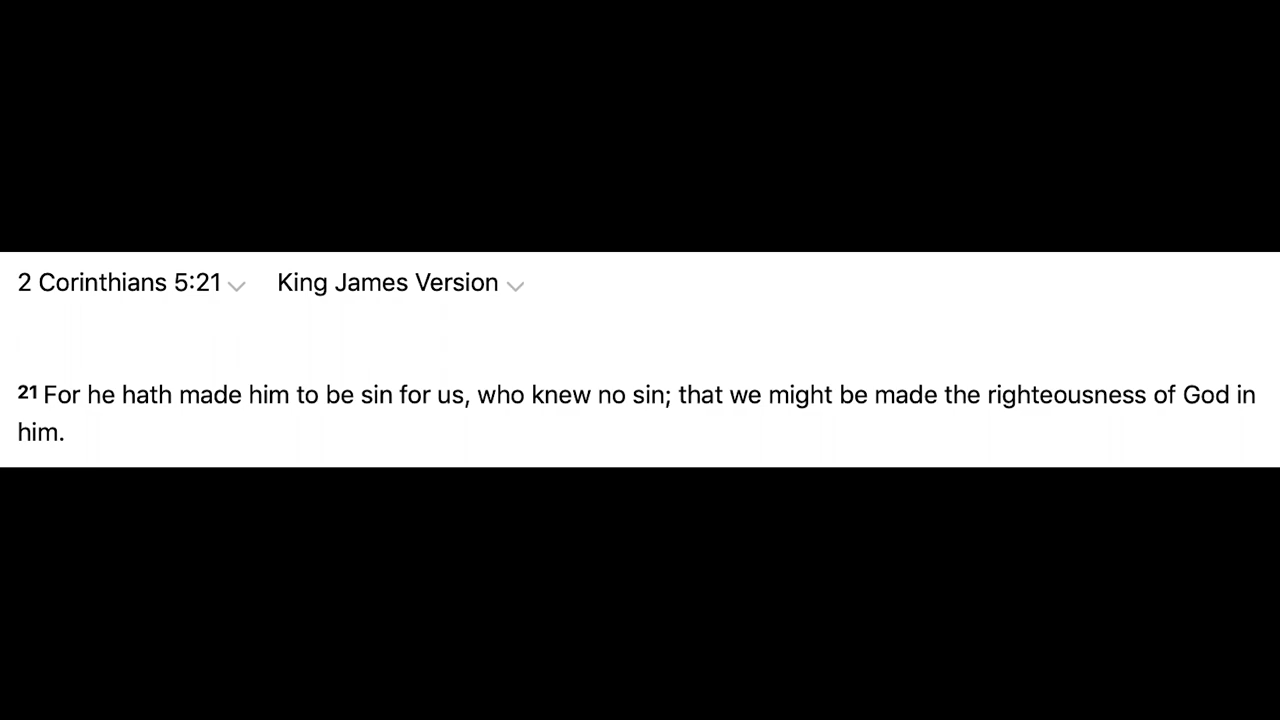 2 Corinthians 5:21 King James Version
21 For he hath made him to be sin for us, who knew no sin; that we might be made the righteousness of God in
him.